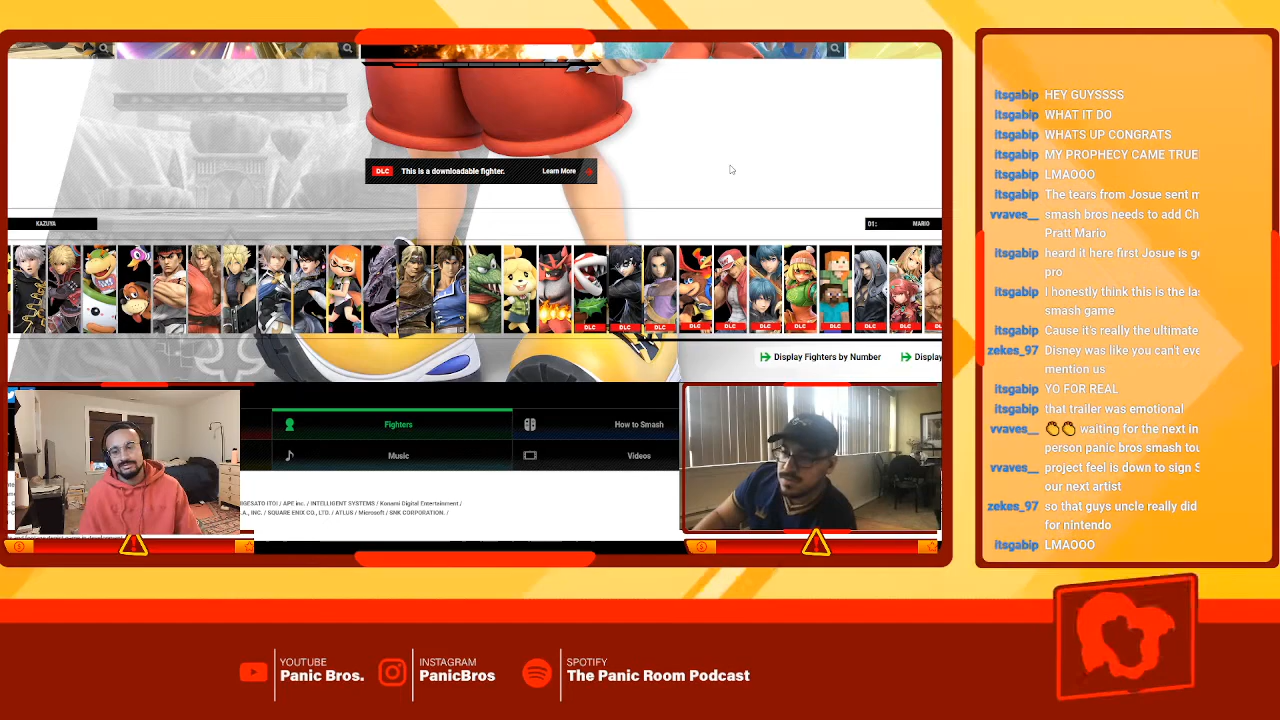 DLC This is a downloadable fighter. Learn More
KAZUYA
01: MARIO
DLC DLC DLC DLC DLC DLC DLC DLC DLC DLC
Display Fighters by Number
Display
Fighters
How to Smash
Music
Videos
/ APE inc. / INTELLIGENT SYSTEMS / Konami Digital Entertainment /
INC. / SQUARE ENIX CO., LTD. / ATLUS / Microsoft / SNK CORPORATION. /
itsgabip HEY GUYSSSS
itsgabip WHAT IT DO
itsgabip WHATS UP CONGRATS
itsgabip MY PROPHECY CAME TRUE
itsgabip LMAOOO
itsgabip The tears from Josue sent m
vvaves__ smash bros needs to add Ch
Pratt Mario
itsgabip heard it here first Josue is go
pro
itsgabip I honestly think this is the las
smash game
itsgabip Cause it's really the ultimate
zekes_97 Disney was like you can't eve
mention us
itsgabip YO FOR REAL
itsgabip that trailer was emotional
vvaves__ waiting for the next in
person panic bros smash tou
vvaves__ project feel is down to sign S
our next artist
zekes_97 so that guys uncle really did
for nintendo
itsgabip LMAOOO
YOUTUBE
Panic Bros.
INSTAGRAM
PanicBros
SPOTIFY
The Panic Room Podcast